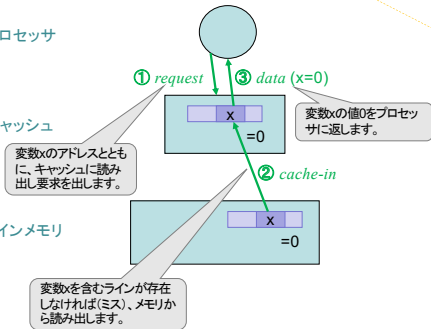 ロセッサ
① request
③ data (x=0)
変数xの値0をプロセッ
サに返します。
ャッシュ
x
=0
変数xのアドレスととも
に、キャッシュに読み
出し要求を出します。
② cache-in
インメモリ
x
=0
変数xを含むラインが存在
しなければ(ミス)、メモリか
ら読み出します。